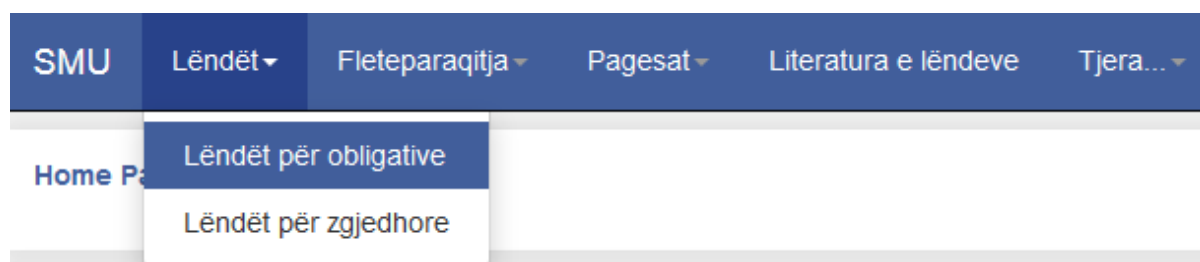 SMU Lëndët Fleteparaqitja Pagesat Literatura e lëndeve Tjera...
Lëndët për obligative
Home Pa
Lëndët për zgjedhore